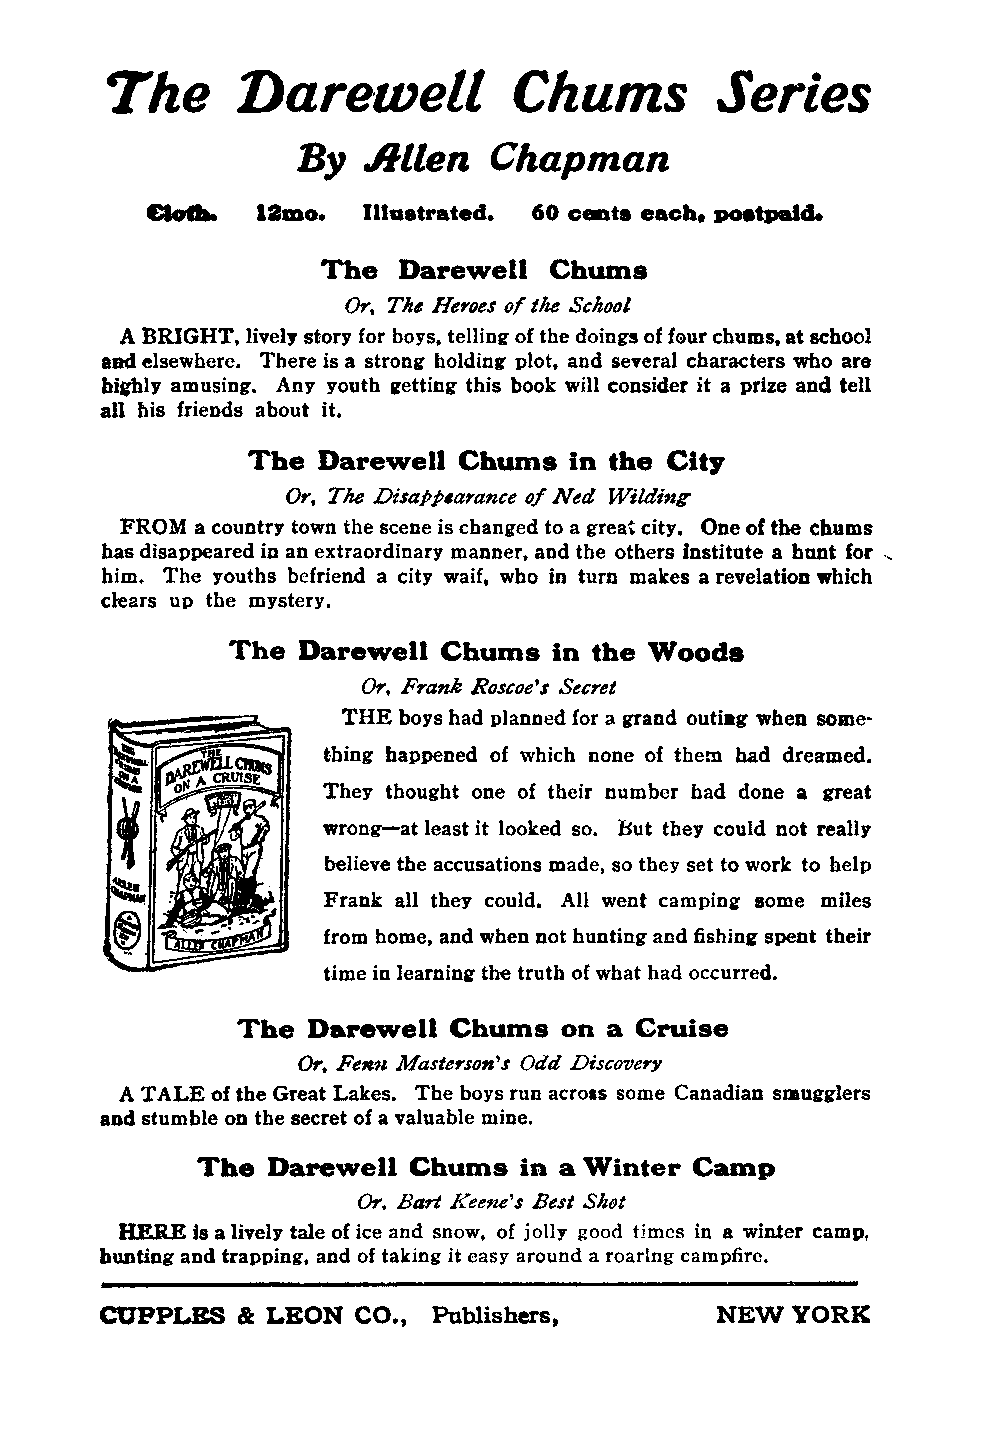 The Darewell Chums Series
By Allen Chapman
Cloth. 12mo. Illustrated. 60 cents each, postpaid.
The Darewell Chums
Or, The Heroes of the School
A BRIGHT, lively story for boys, telling of the doings of four chums, at school
and elsewhere. There is a strong holding plot, and several characters who are
highly amusing. Any youth getting this book will consider it a prize and tell
all his friends about it.
The Darewell Chums in the City
Or, The Disappearance of Ned Wilding
FROM a country town the scene is changed to a great city. One of the chums
has disappeared in an extraordinary manner, and the others institute a hunt for
him. The youths befriend a city waif, who in turn makes a revelation which
clears up the mystery.
The Darewell Chums in the Woods
Or, Frank Roscoe's Secret
THE boys had planned for a grand outing when some-
thing happened of which none of them had dreamed.
They thought one of their number had done a great
wrong—at least it looked so. But they could not really
believe the accusations made, so they set to work to help
Frank all they could. All went camping some miles
from home, and when not hunting and fishing spent their
time in learning the truth of what had occurred.
THE
DAREWELL CHUMS
ON A CRUISE
ALLEN CHAPMAN
THE
DAREWELL
CHUMS
ON A
CRUISE
ALLEN
CHAPMAN
The Darewell Chums on a Cruise
Or, Fenn Masterson's Odd Discovery
A TALE of the Great Lakes. The boys run across some Canadian smugglers
and stumble on the secret of a valuable mine.
The Darewell Chums in a Winter Camp
Or, Bart Keene's Best Shot
HERE is a lively tale of ice and snow, of jolly good times in a winter camp,
hunting and trapping, and of taking it easy around a roaring campfire.
CUPPLES & LEON CO., Publishers, NEW YORK